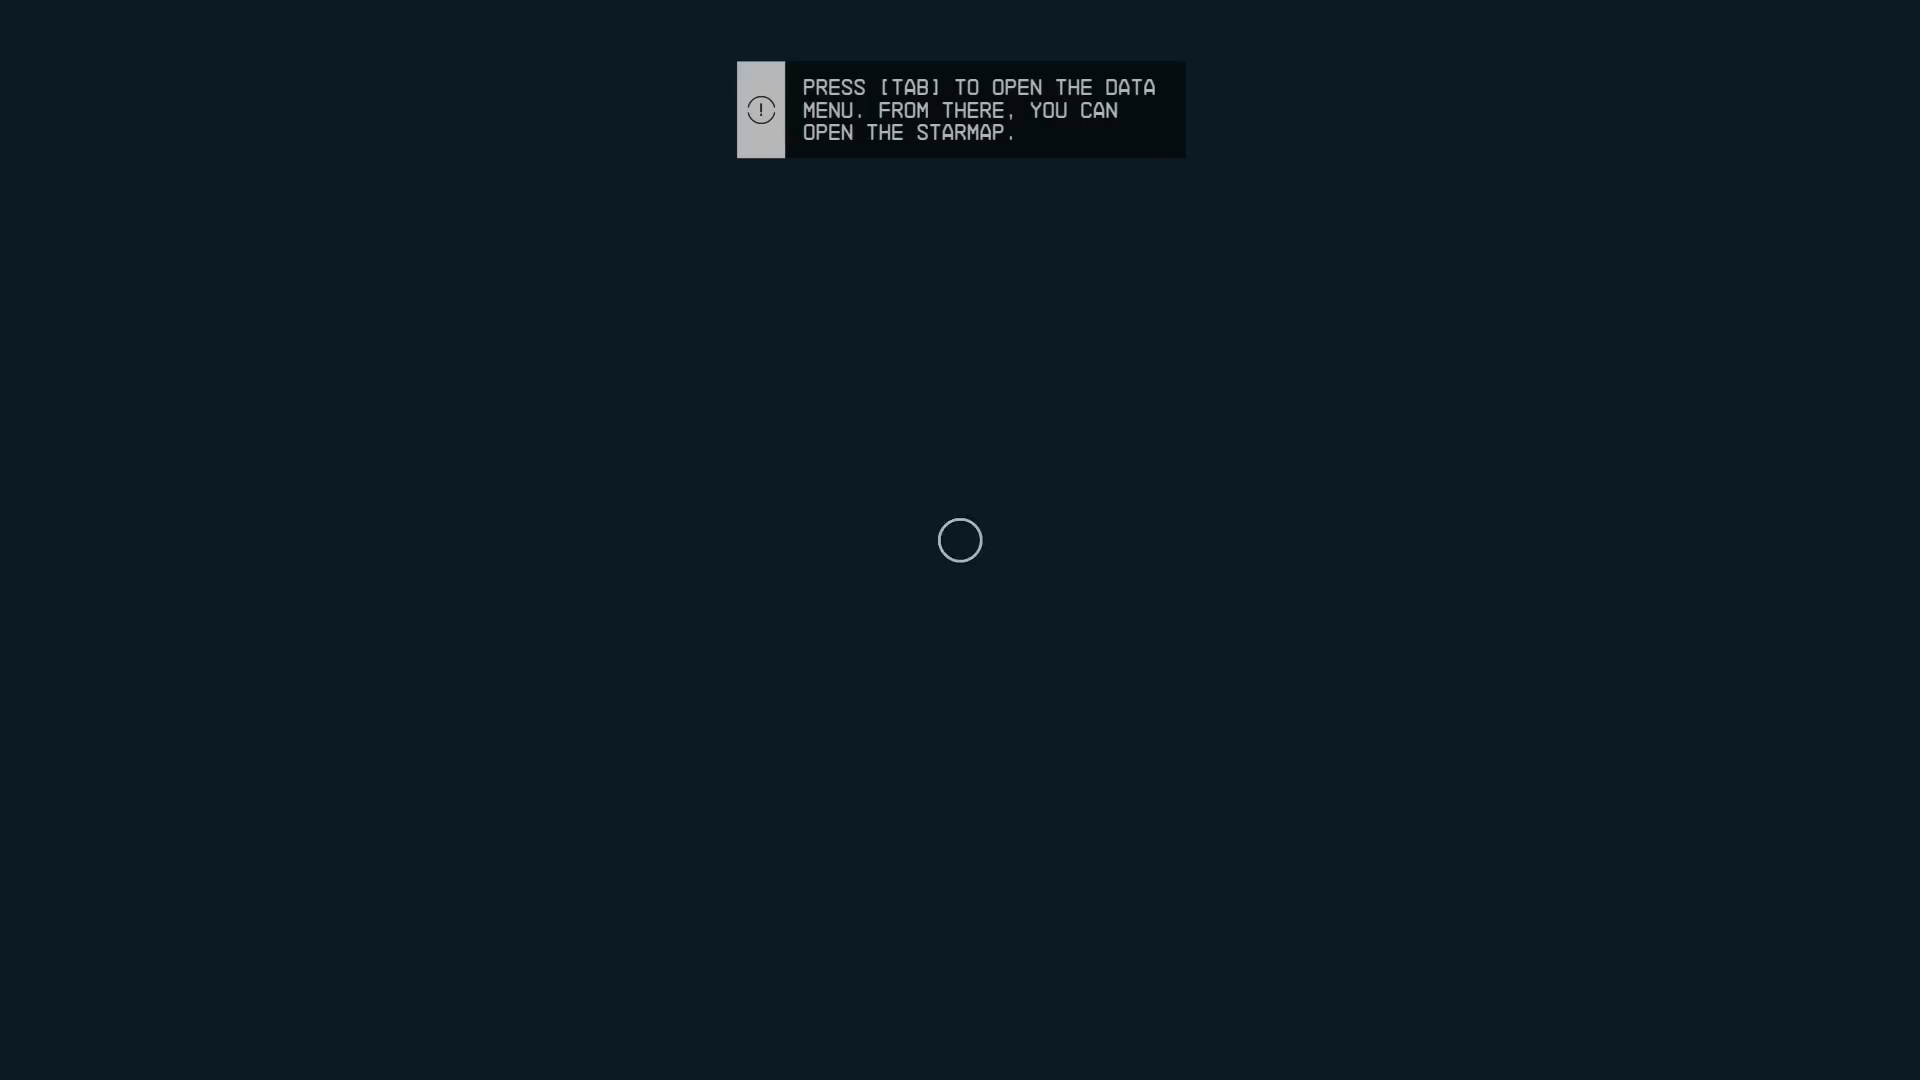 PRESS [TAB] TO OPEN THE DATA
MENU. FROM THERE, YOU CAN
OPEN THE STARMAP.